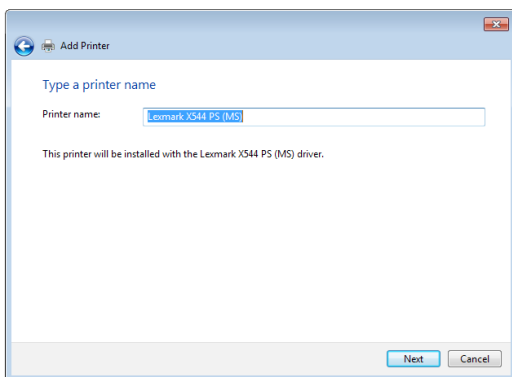 Add Printer
Type a printer name
Printer name: Lexmark X544 PS (MS)
This printer will be installed with the Lexmark X544 PS (MS) driver.
Next Cancel